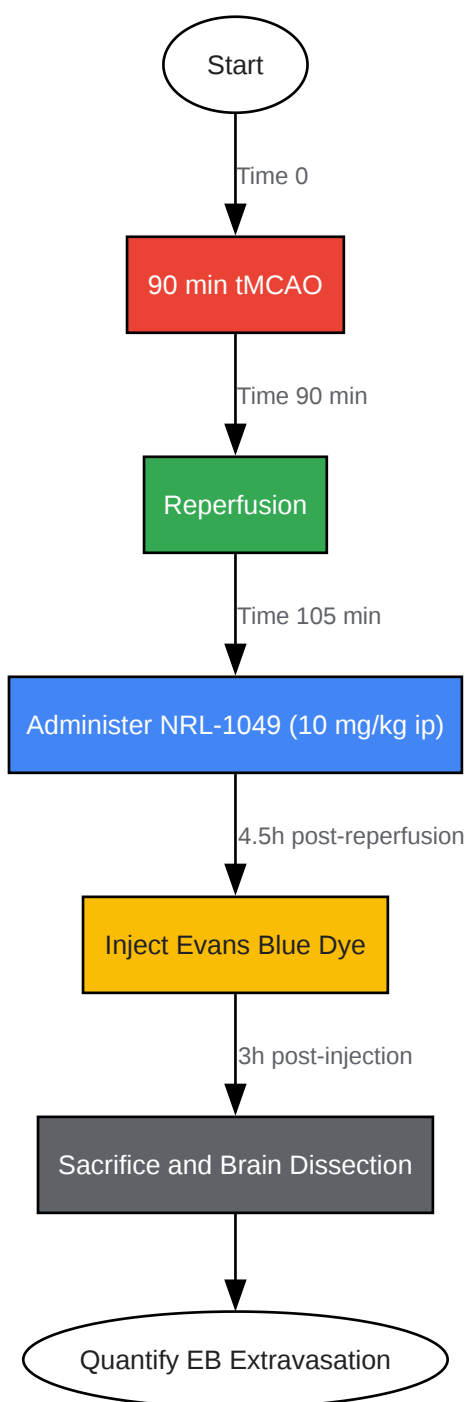 Start
Time 0
90 min tMCAO
Time 90 min
Reperfusion
Time 105 min
Administer NRL-1049 (10 mg/kg ip)
4.5h post-reperfusion
Inject Evans Blue Dye
3h post-injection
Sacrifice and Brain Dissection
Quantify EB Extravasation